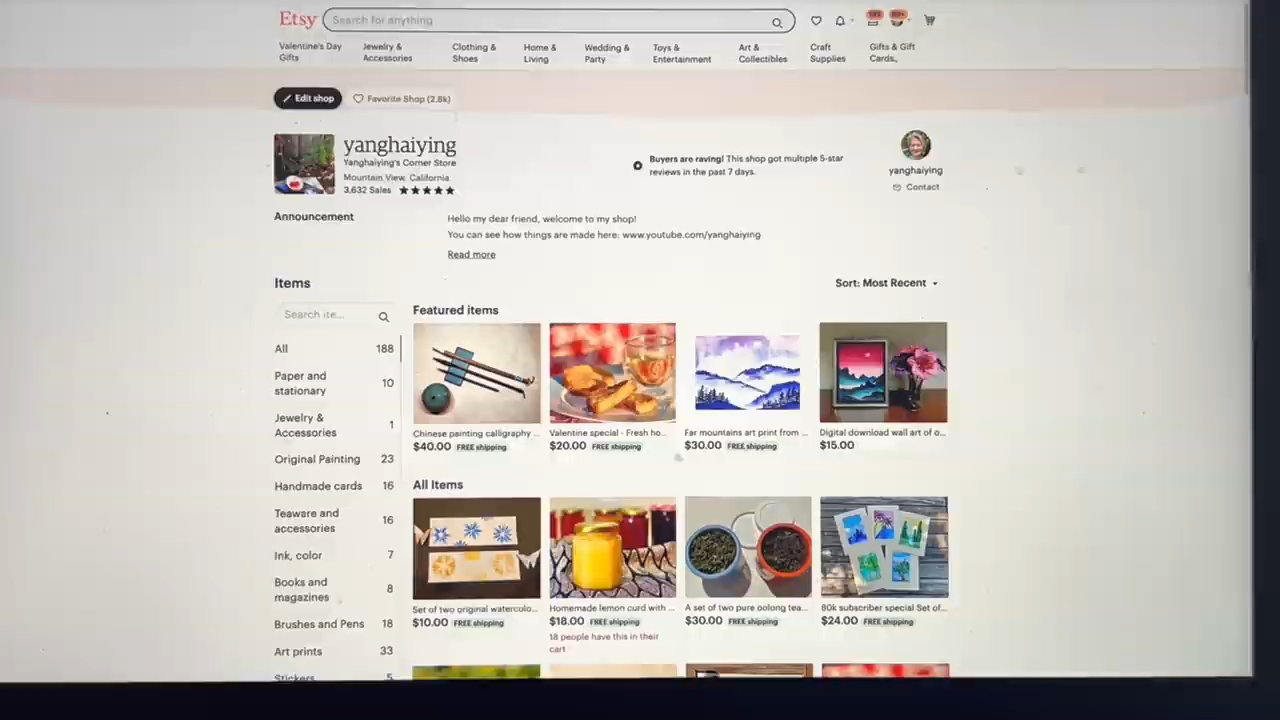 Etsy
Search for anything
Valentine's Day
Gifts
Jewelry &
Accessories
Clothing &
Shoes
Home &
Living
Wedding &
Party
Toys &
Entertainment
Art &
Collectibles
Craft
Supplies
Gifts & Gift
Cards
Edit shop
Favorite Shop (2.8k)
yanghaiying
Yanghaiying's Corner Store
Mountain View, California
3,632 Sales
Buyers are raving! This shop got multiple 5-star
reviews in the past 7 days.
yanghaiying
Contact
Announcement
Hello my dear friend, welcome to my shop!
You can see how things are made here: www.youtube.com/yanghaiying
Read more
Items
Sort: Most Recent
Search ite...
All 188
Paper and
stationary 10
Jewelry &
Accessories 1
Original Painting 23
Handmade cards 16
Teaware and
accessories 16
Ink, color 7
Books and
magazines 8
Brushes and Pens 18
Art prints 33
Stickers 5
Featured items
Chinese painting calligraphy ...
$40.00 FREE shipping
Valentine special - Fresh ho...
$20.00 FREE shipping
Far mountains art print from ...
$30.00 FREE shipping
Digital download wall art of o...
$15.00
All Items
Set of two original watercolo...
$10.00 FREE shipping
Homemade lemon curd with ...
$18.00 FREE shipping
18 people have this in their
cart
A set of two pure oolong tea...
$30.00 FREE shipping
80k subscriber special Set of...
$24.00 FREE shipping